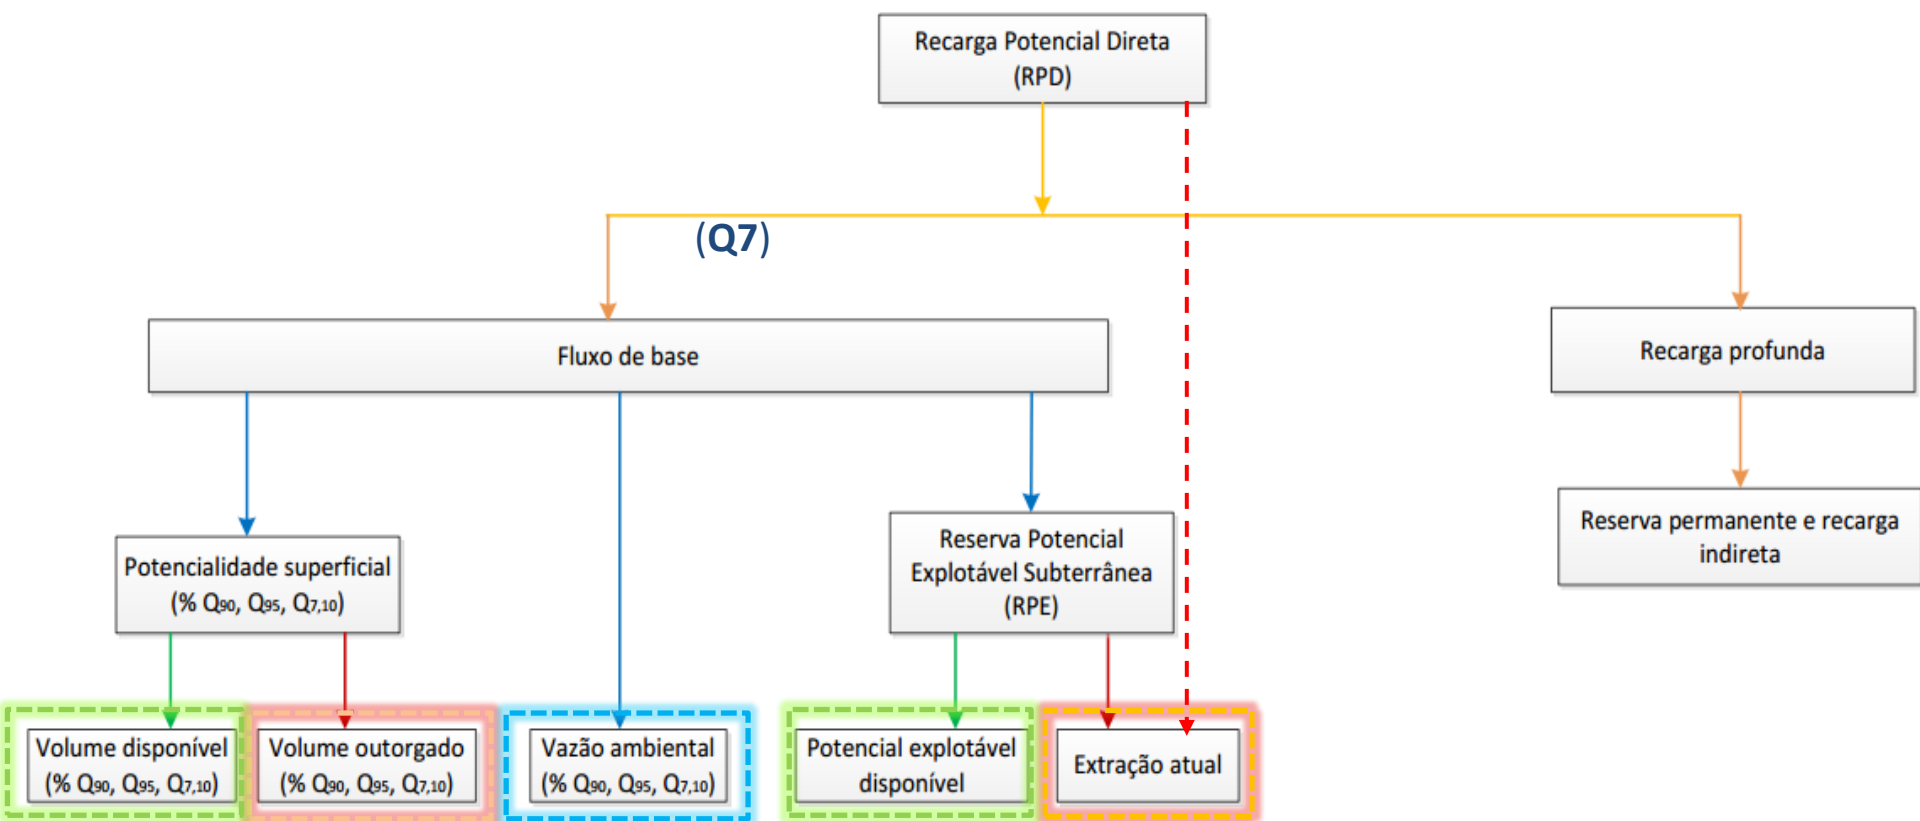 Recarga Potencial Direta
(RPD)
(Q7)
Fluxo de base
Recarga profunda
Potencialidade superficial
(% Q90, Q95, Q7,10)
Reserva Potencial
Explotável Subterrânea
(RPE)
Reserva permanente e recarga
indireta
Volume disponível
(% Q90, Q95, Q7,10)
Volume outorgado
(% Q90, Q95, Q7,10)
Vazão ambiental
(% Q90, Q95, Q7,10)
Potencial explotável
disponível
Extração atual